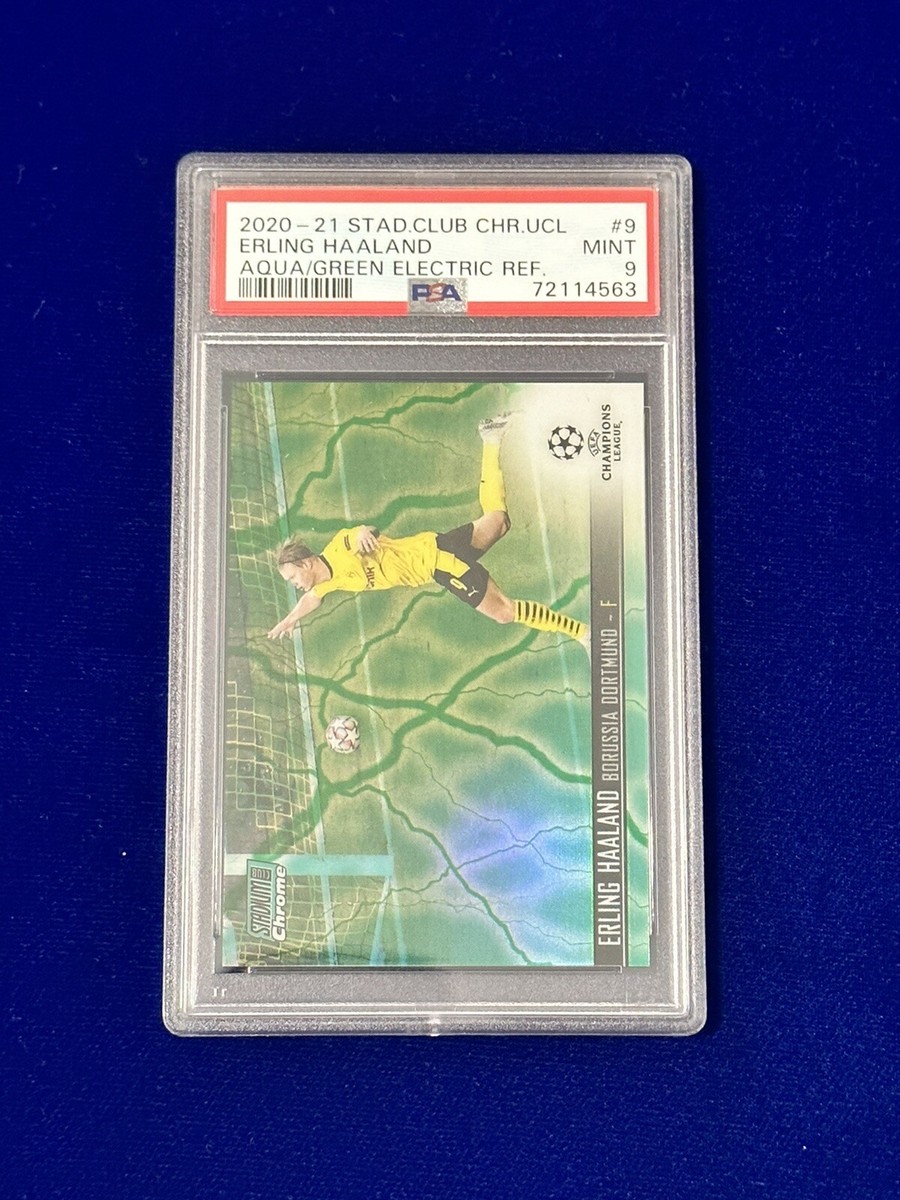 2020-21 STAD.CLUB CHR.UCL #9
ERLING HAALAND MINT
AQUA/GREEN ELECTRIC REF. 9
PSA 72114563
UEFA
CHAMPIONS
LEAGUE
STADIUM CLUB
Chrome
ERLING HAALAND BORUSSIA DORTMUND - F